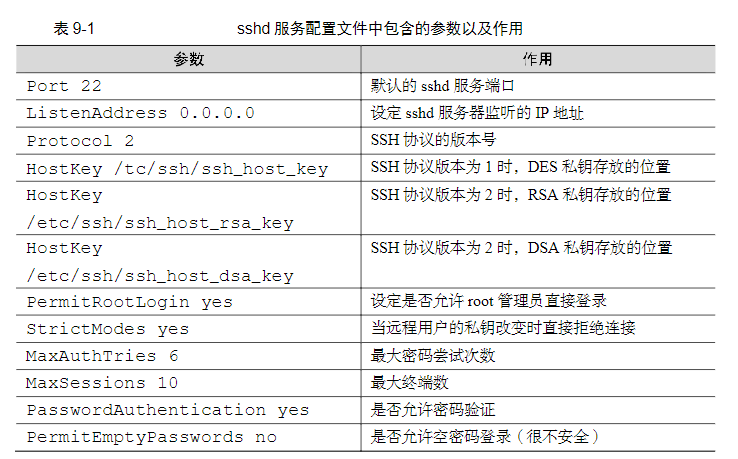 表 9-1 sshd 服务配置文件中包含的参数以及作用
参数 作用
Port 22 默认的 sshd 服务端口
ListenAddress 0.0.0.0 设定 sshd 服务器监听的 IP 地址
Protocol 2 SSH 协议的版本号
HostKey /tc/ssh/ssh_host_key SSH 协议版本为 1 时，DES 私钥存放的位置
HostKey SSH 协议版本为 2 时，RSA 私钥存放的位置
/etc/ssh/ssh_host_rsa_key
HostKey SSH 协议版本为 2 时，DSA 私钥存放的位置
/etc/ssh/ssh_host_dsa_key
PermitRootLogin yes 设定是否允许 root 管理员直接登录
StrictModes yes 当远程用户的私钥改变时直接拒绝连接
MaxAuthTries 6 最大密码尝试次数
MaxSessions 10 最大终端数
PasswordAuthentication yes 是否允许密码验证
PermitEmptyPasswords no 是否允许空密码登录（很不安全）